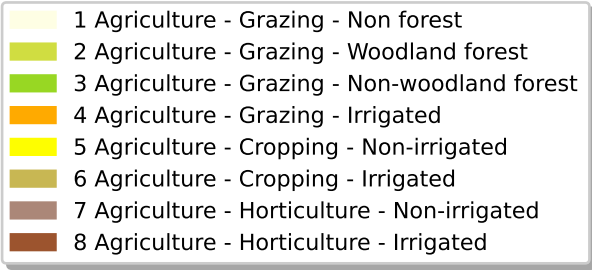 1 Agriculture - Grazing - Non forest
2 Agriculture - Grazing - Woodland forest
3 Agriculture - Grazing - Non-woodland forest
4 Agriculture - Grazing - Irrigated
5 Agriculture - Cropping - Non-irrigated
6 Agriculture - Cropping - Irrigated
7 Agriculture - Horticulture - Non-irrigated
8 Agriculture - Horticulture - Irrigated